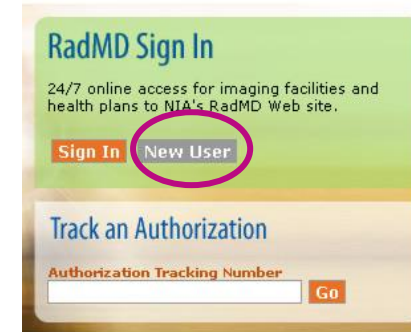 RadMD Sign In
24/7 online access for imaging facilities and
health plans to NIA's RadMD Web site.
Sign In New User
Track an Authorization
Authorization Tracking Number
Go